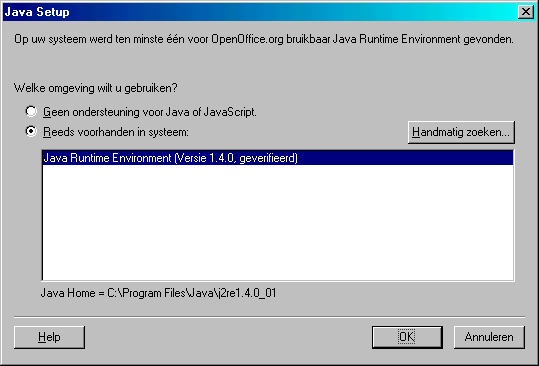 Java Setup
Op uw systeem werd ten minste één voor OpenOffice.org bruikbaar Java Runtime Environment gevonden.
Welke omgeving wilt u gebruiken?
Geen ondersteuning voor Java of JavaScript.
Reeds voorhanden in systeem:
Handmatig zoeken...
Java Runtime Environment (Versie 1.4.0, geverifieerd)
Java Home = C:\Program Files\Java\j2re1.4.0_01
Help
OK
Annuleren